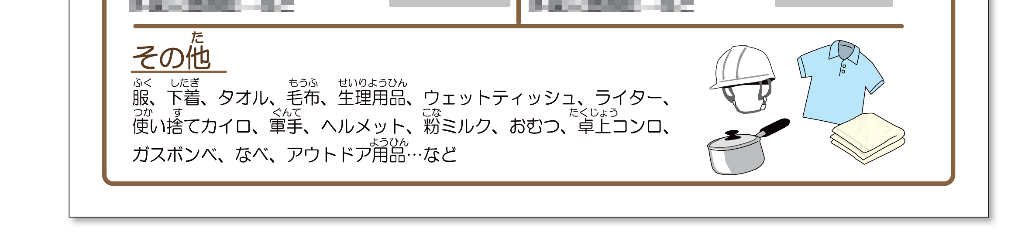 その他
服、下着、タオル、毛布、生理用品、ウェットティッシュ、ライター、
使い捨てカイロ、軍手、ヘルメット、粉ミルク、おむつ、卓上コンロ、
ガスボンベ、なべ、アウトドア用品…など